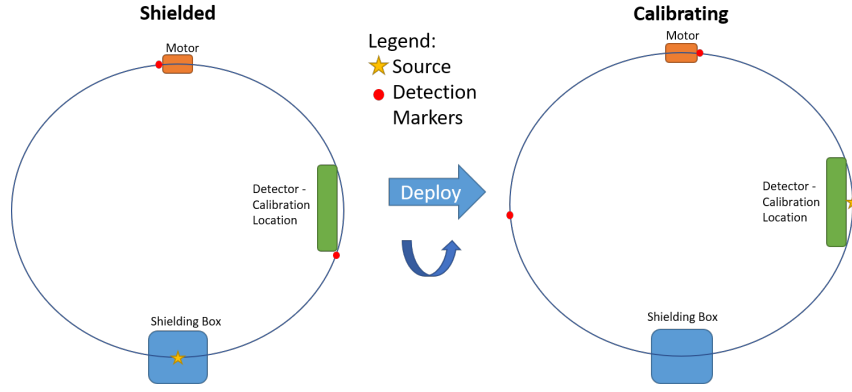 Shielded
Calibrating
Motor
Motor
Legend:
Source
Detection
Markers
Detector -
Calibration
Location
Deploy
Detector -
Calibration
Location
Shielding Box
Shielding Box